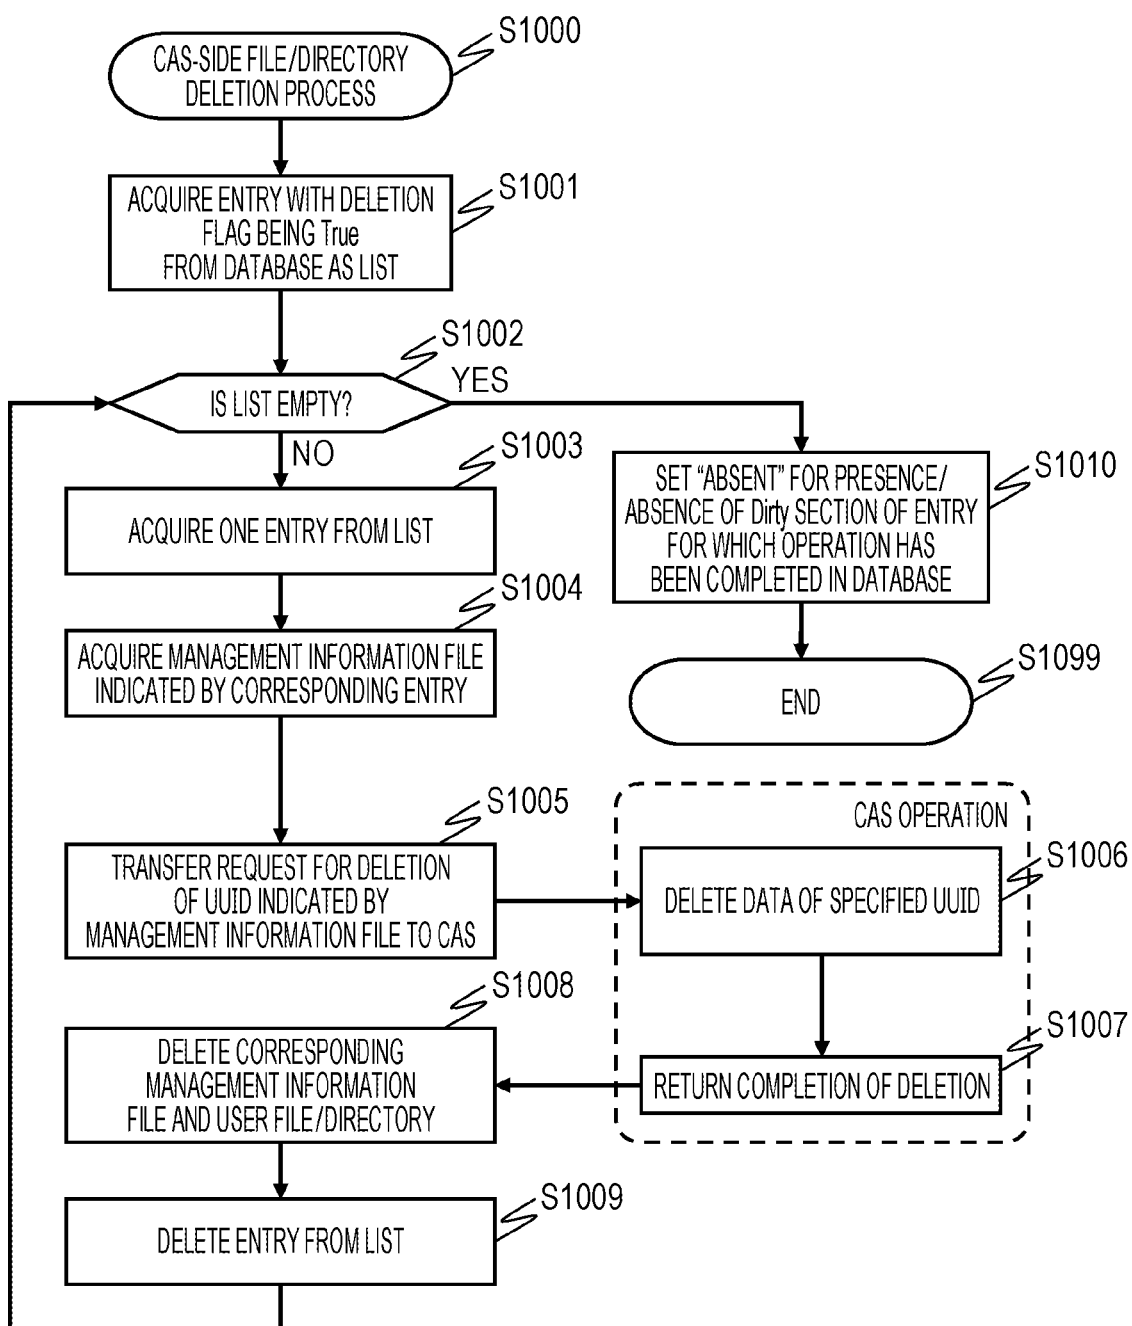 S1000
CAS-SIDE FILE/DIRECTORY
DELETION PROCESS
S1001
ACQUIRE ENTRY WITH DELETION
FLAG BEING True
FROM DATABASE AS LIST
S1002
IS LIST EMPTY?
YES
NO
S1003
ACQUIRE ONE ENTRY FROM LIST
S1010
SET “ABSENT” FOR PRESENCE/
ABSENCE OF Dirty SECTION OF ENTRY
FOR WHICH OPERATION HAS
BEEN COMPLETED IN DATABASE
S1004
ACQUIRE MANAGEMENT INFORMATION FILE
INDICATED BY CORRESPONDING ENTRY
S1099
END
S1005
TRANSFER REQUEST FOR DELETION
OF UUID INDICATED BY
MANAGEMENT INFORMATION FILE TO CAS
CAS OPERATION
S1006
DELETE DATA OF SPECIFIED UUID
S1007
RETURN COMPLETION OF DELETION
S1008
DELETE CORRESPONDING
MANAGEMENT INFORMATION
FILE AND USER FILE/DIRECTORY
S1009
DELETE ENTRY FROM LIST